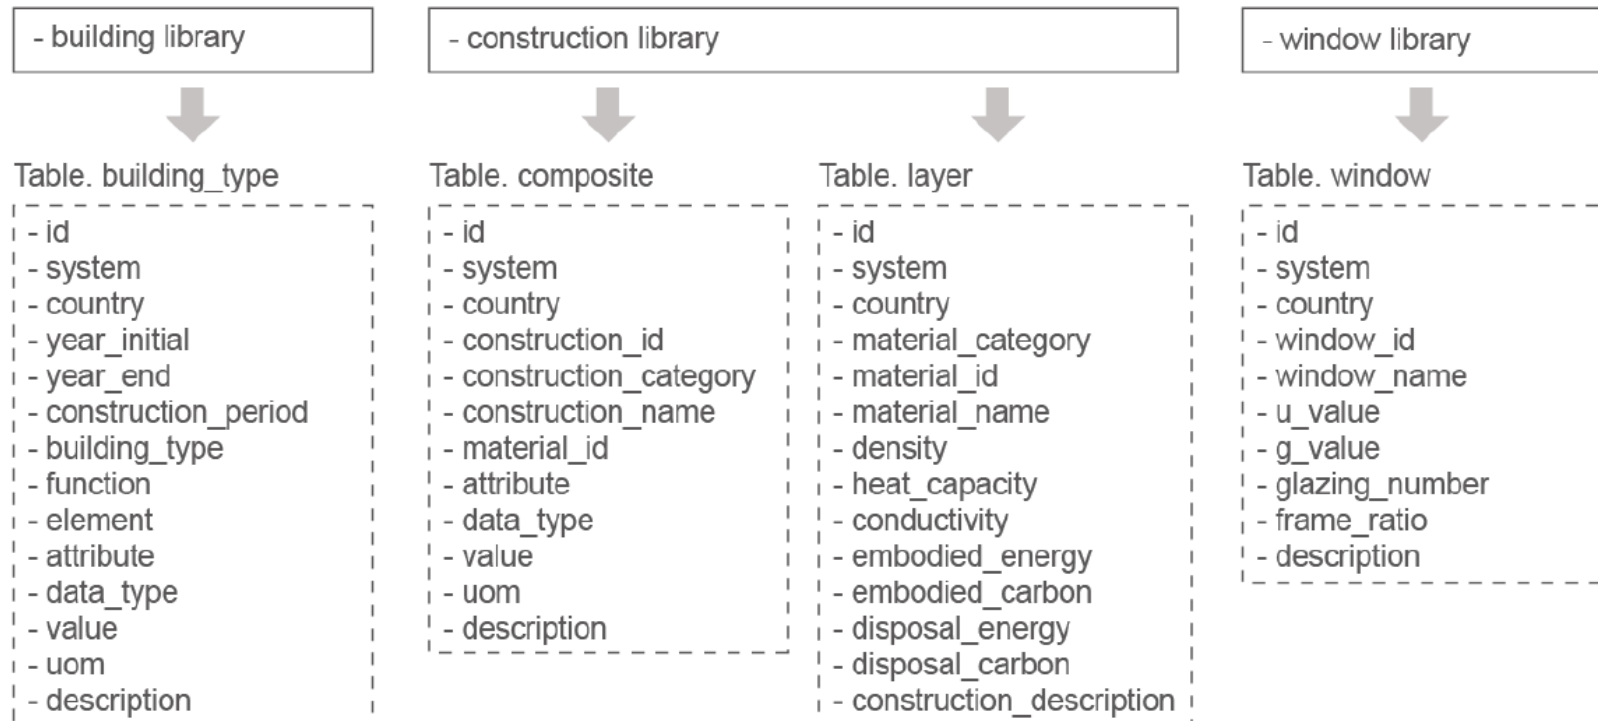 - building library
- construction library
- window library
Table. building_type
- id
- system
- country
- year_initial
- year_end
- construction_period
- building_type
- function
- element
- attribute
- data_type
- value
- uom
- description
Table. composite
- id
- system
- country
- construction_id
- construction_category
- construction_name
- material_id
- attribute
- data_type
- value
- uom
- description
Table. layer
- id
- system
- country
- material_category
- material_id
- material_name
- density
- heat_capacity
- conductivity
- embodied_energy
- embodied_carbon
- disposal_energy
- disposal_carbon
- construction_description
Table. window
- id
- system
- country
- window_id
- window_name
- u_value
- g_value
- glazing_number
- frame_ratio
- description